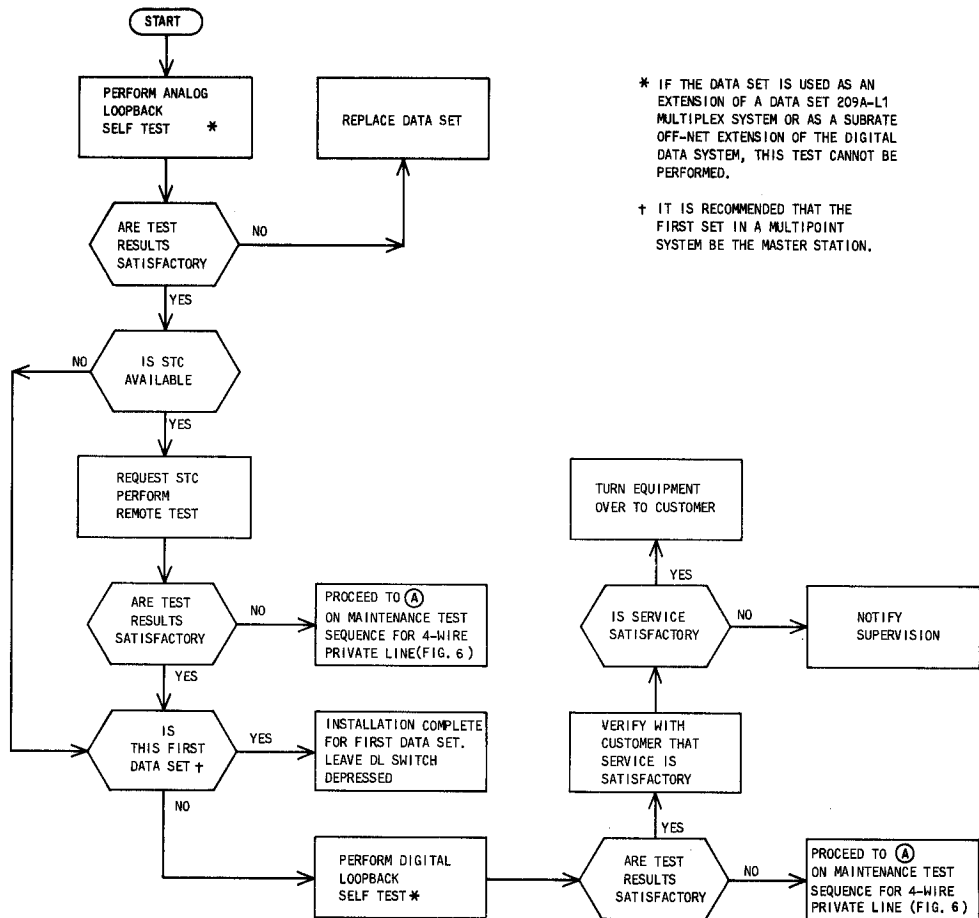 START
PERFORM ANALOG
LOOPBACK
SELF TEST *
REPLACE DATA SET
* IF THE DATA SET IS USED AS AN
EXTENSION OF A DATA SET 209A-L1
MULTIPLEX SYSTEM OR AS A SUBRATE
OFF-NET EXTENSION OF THE DIGITAL
DATA SYSTEM, THIS TEST CANNOT BE
PERFORMED.
† IT IS RECOMMENDED THAT THE
FIRST SET IN A MULTIPOINT
SYSTEM BE THE MASTER STATION.
ARE TEST
RESULTS
SATISFACTORY
NO
YES
IS STC
AVAILABLE
NO
YES
REQUEST STC
PERFORM
REMOTE TEST
ARE TEST
RESULTS
SATISFACTORY
NO
PROCEED TO Ⓐ
ON MAINTENANCE TEST
SEQUENCE FOR 4-WIRE
PRIVATE LINE(FIG. 6)
YES
IS
THIS FIRST
DATA SET †
YES
INSTALLATION COMPLETE
FOR FIRST DATA SET.
LEAVE DL SWITCH
DEPRESSED
NO
PERFORM DIGITAL
LOOPBACK
SELF TEST *
ARE TEST
RESULTS
SATISFACTORY
NO
PROCEED TO Ⓐ
ON MAINTENANCE TEST
SEQUENCE FOR 4-WIRE
PRIVATE LINE (FIG. 6)
YES
VERIFY WITH
CUSTOMER THAT
SERVICE IS
SATISFACTORY
IS SERVICE
SATISFACTORY
NO
NOTIFY
SUPERVISION
YES
TURN EQUIPMENT
OVER TO CUSTOMER